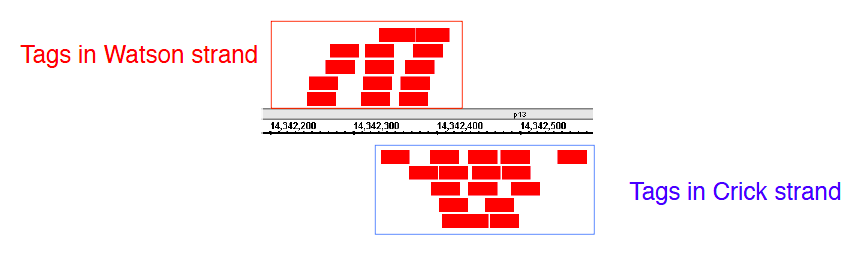 Tags in Watson strand
p13
14,342,200 14,342,300 14,342,400 14,342,500
Tags in Crick strand